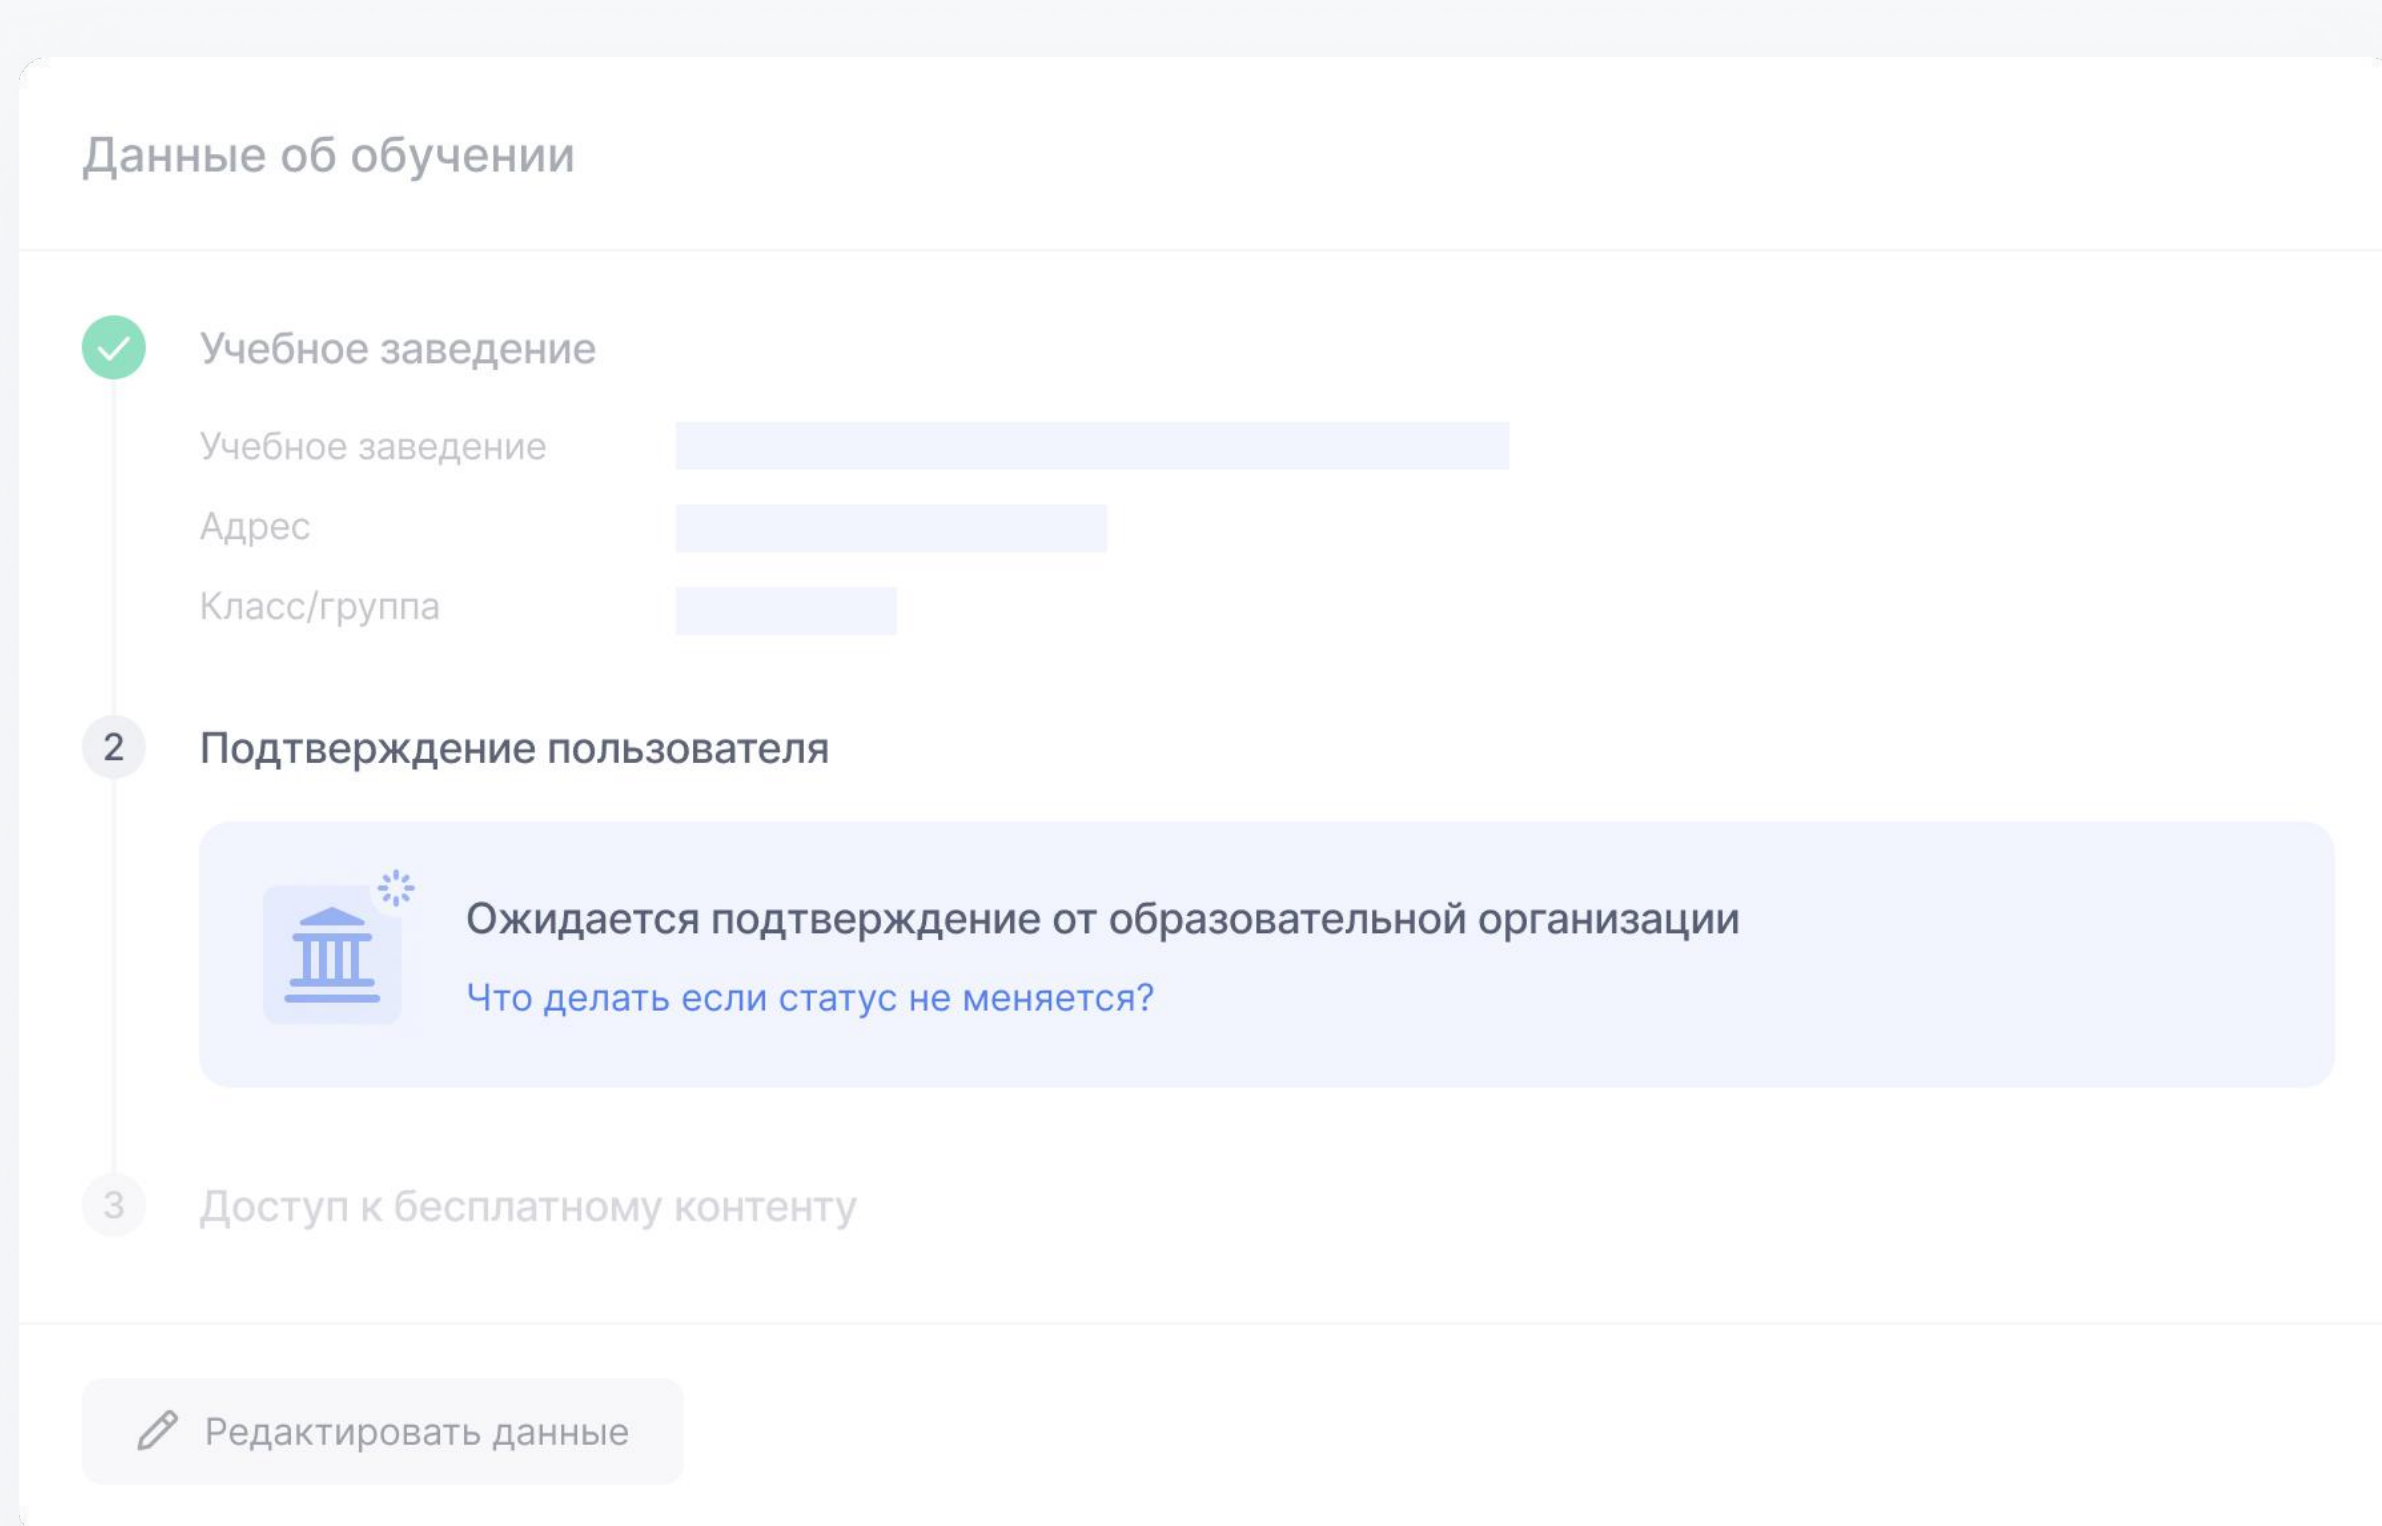 Данные об обучении
Учебное заведение
Учебное заведение
Адрес
Класс/группа
2
Подтверждение пользователя
Ожидается подтверждение от образовательной организации
Что делать если статус не меняется?
3
Доступ к бесплатному контенту
Редактировать данные